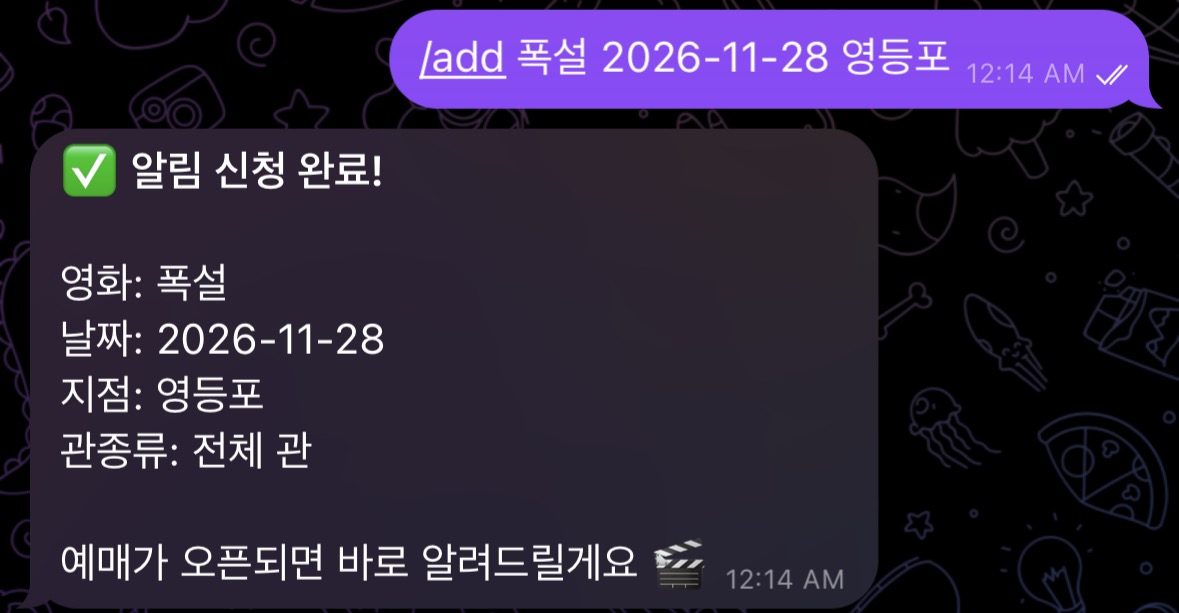 /add 폭설 2026-11-28 영등포 12:14 AM
✅ 알림 신청 완료!
영화: 폭설
날짜: 2026-11-28
지점: 영등포
관종류: 전체 관
예매가 오픈되면 바로 알려드릴게요 🎬 12:14 AM